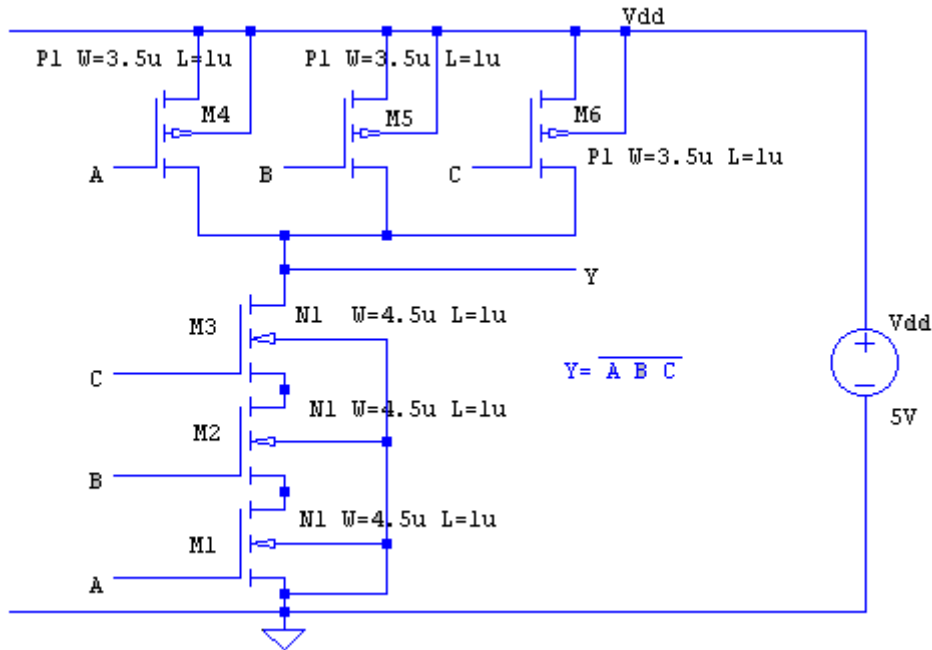 Vdd
P1 W=3.5u L=1u
P1 W=3.5u L=1u
M4
M5
M6
P1 W=3.5u L=1u
A
B
C
Y
N1 W=4.5u L=1u
M3
Vdd
Y= A B C
C
N1 W=4.5u L=1u
5V
M2
B
N1 W=4.5u L=1u
M1
A